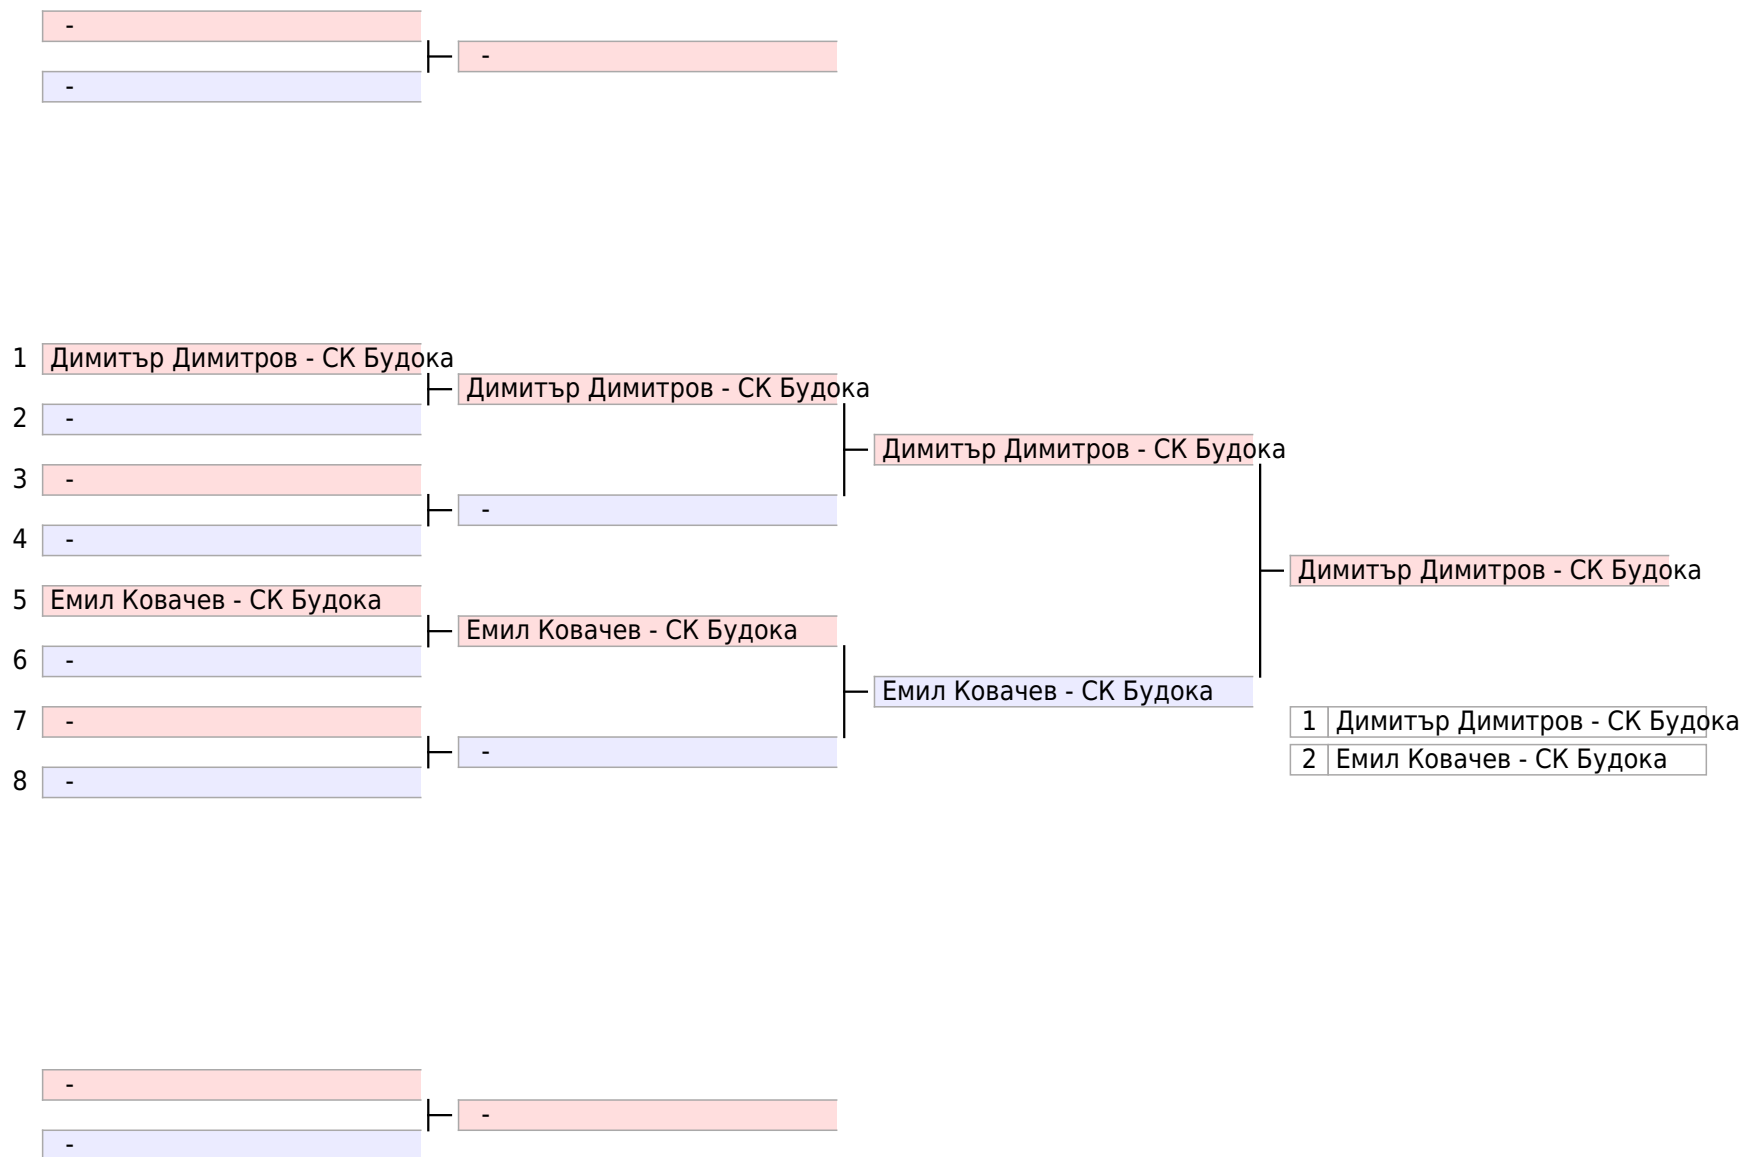 -
-
-
1 Димитър Димитров - СК Будока
Димитър Димитров - СК Будока
2 -
Димитър Димитров - СК Будока
3 -
-
4 -
Димитър Димитров - СК Будока
5 Емил Ковачев - СК Будока
Емил Ковачев - СК Будока
6 -
Емил Ковачев - СК Будока
7 -
1 Димитър Димитров - СК Будока
-
2 Емил Ковачев - СК Будока
8 -
-
-
-